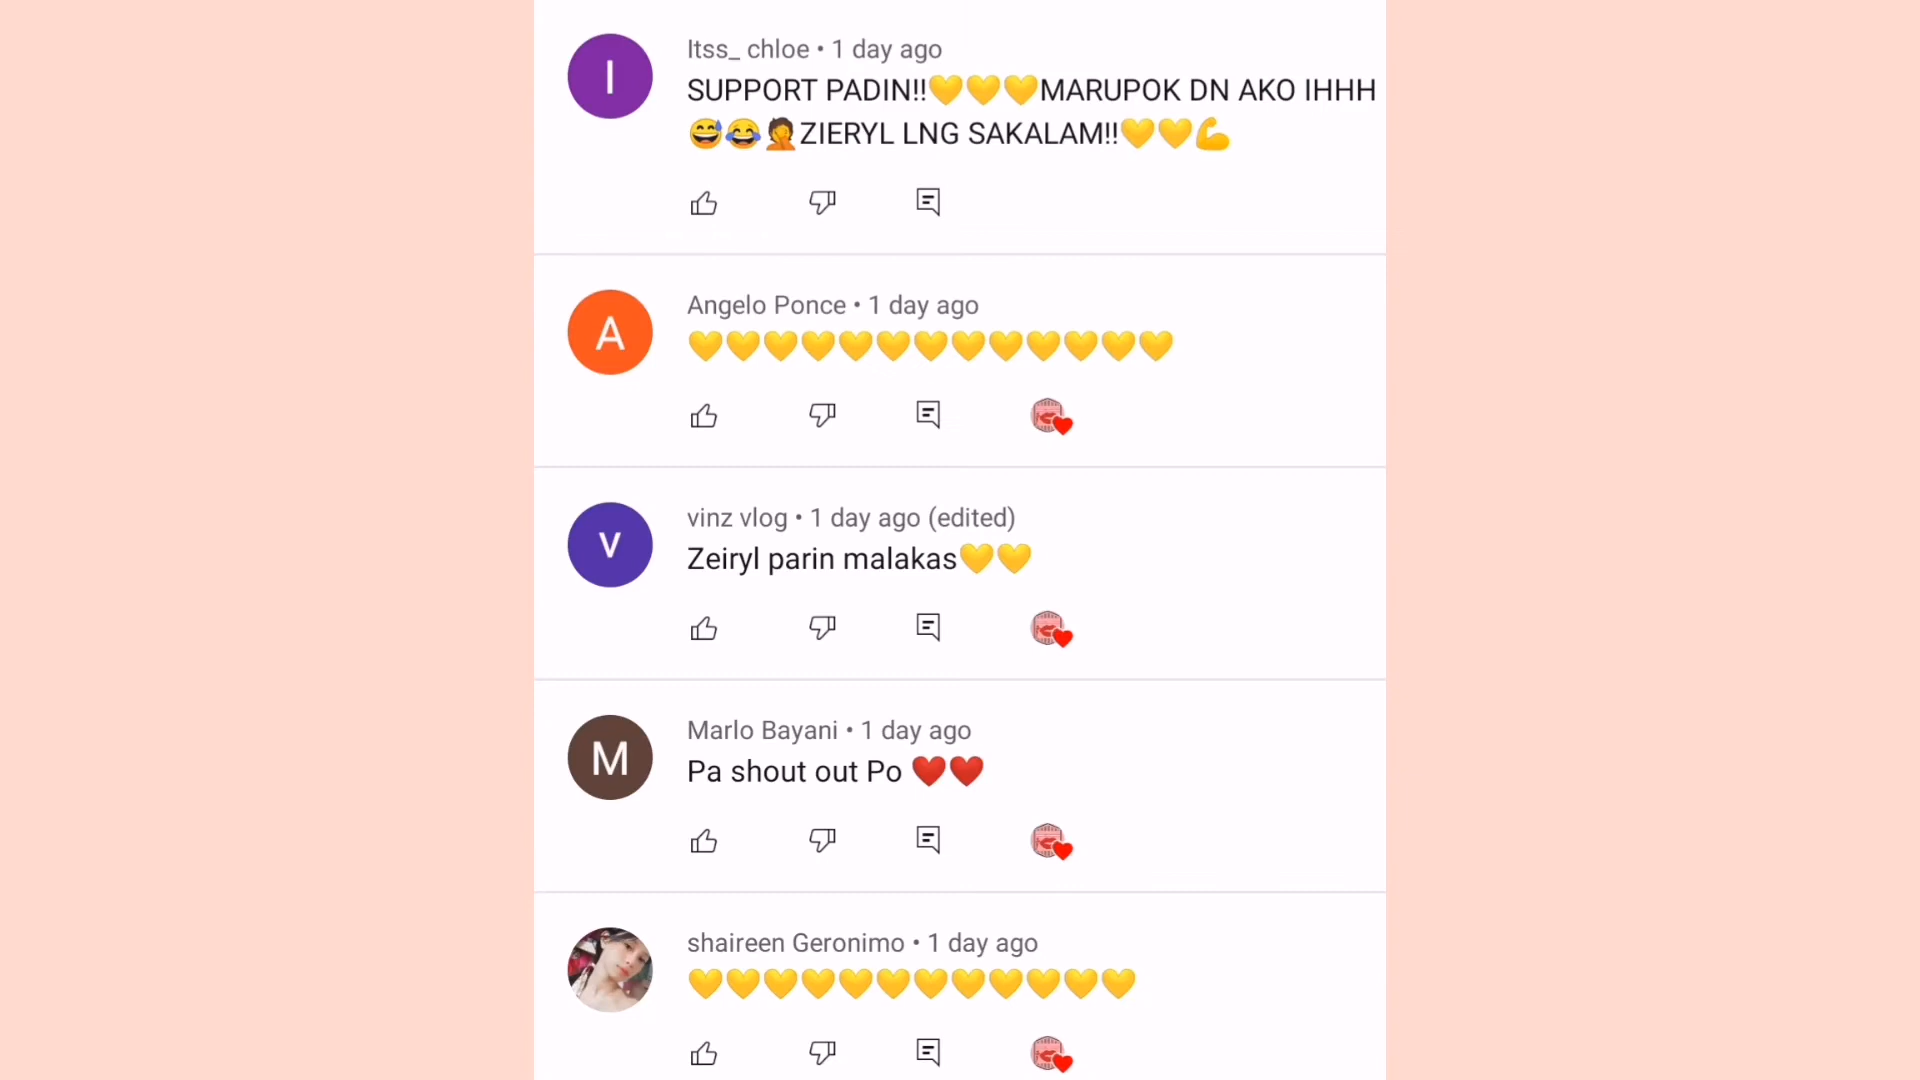 I
Itss_ chloe • 1 day ago
SUPPORT PADIN!!💛💛💛MARUPOK DN AKO IHHH
😅😂🤦ZIERYL LNG SAKALAM!!💛💛💪
A
Angelo Ponce • 1 day ago
💛💛💛💛💛💛💛💛💛💛💛💛💛
v
vinz vlog • 1 day ago (edited)
Zeiryl parin malakas💛💛
M
Marlo Bayani • 1 day ago
Pa shout out Po ❤️❤️
shaireen Geronimo • 1 day ago
💛💛💛💛💛💛💛💛💛💛💛💛